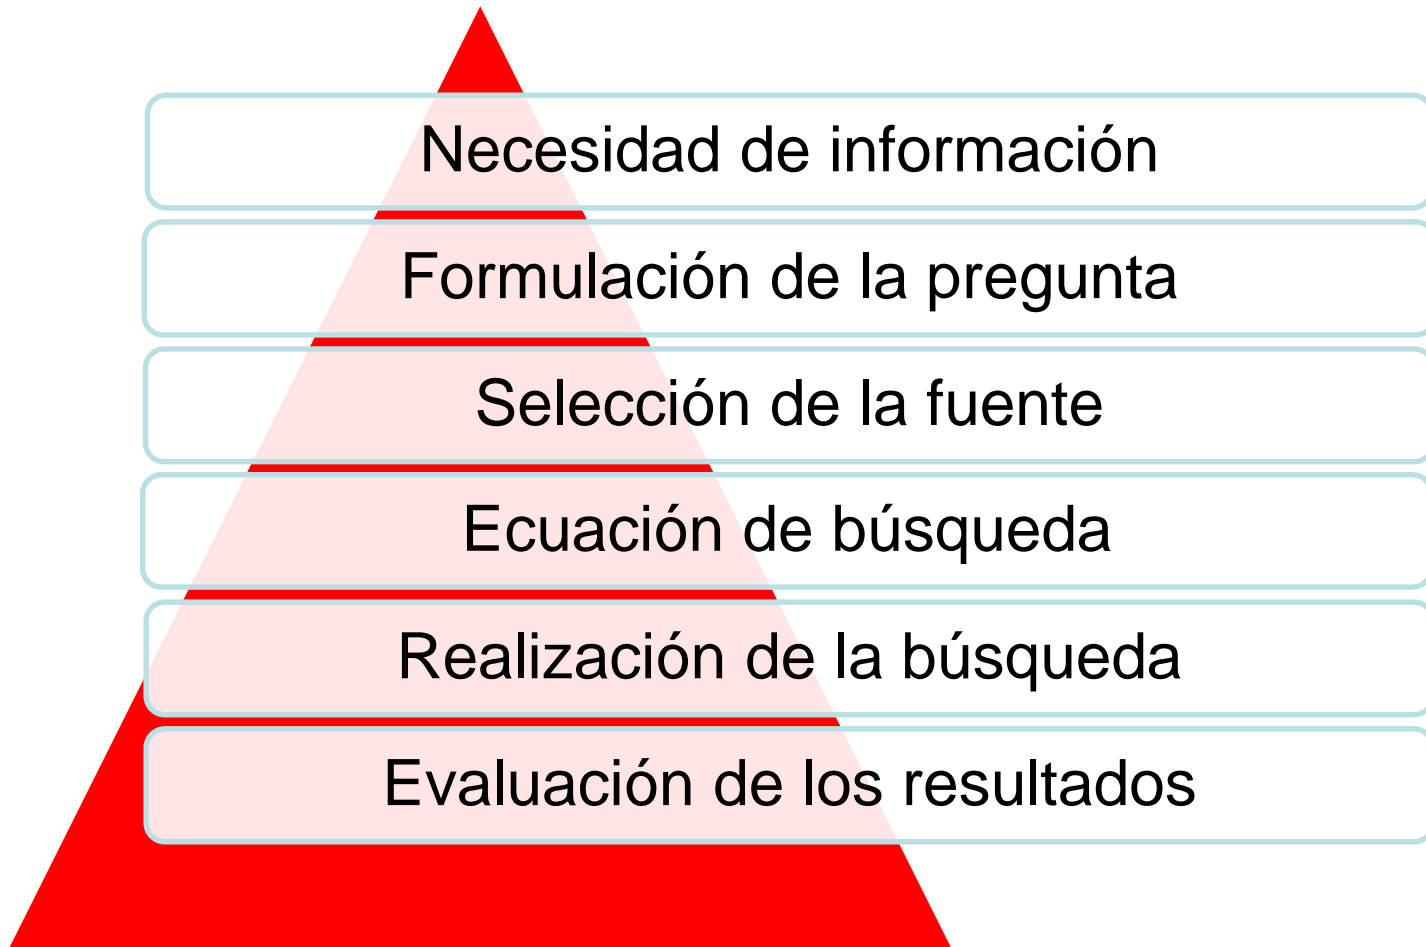 Necesidad de información
Formulación de la pregunta
Selección de la fuente
Ecuación de búsqueda
Realización de la búsqueda
Evaluación de los resultados